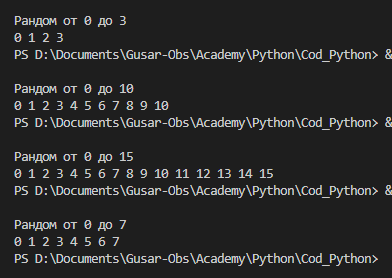 Рандом от 0 до 3
0 1 2 3
PS D:\Documents\Gusar-Obs\Academy\Python\Cod_Python> &
Рандом от 0 до 10
0 1 2 3 4 5 6 7 8 9 10
PS D:\Documents\Gusar-Obs\Academy\Python\Cod_Python> &
Рандом от 0 до 15
0 1 2 3 4 5 6 7 8 9 10 11 12 13 14 15
PS D:\Documents\Gusar-Obs\Academy\Python\Cod_Python> &
Рандом от 0 до 7
0 1 2 3 4 5 6 7
PS D:\Documents\Gusar-Obs\Academy\Python\Cod_Python>